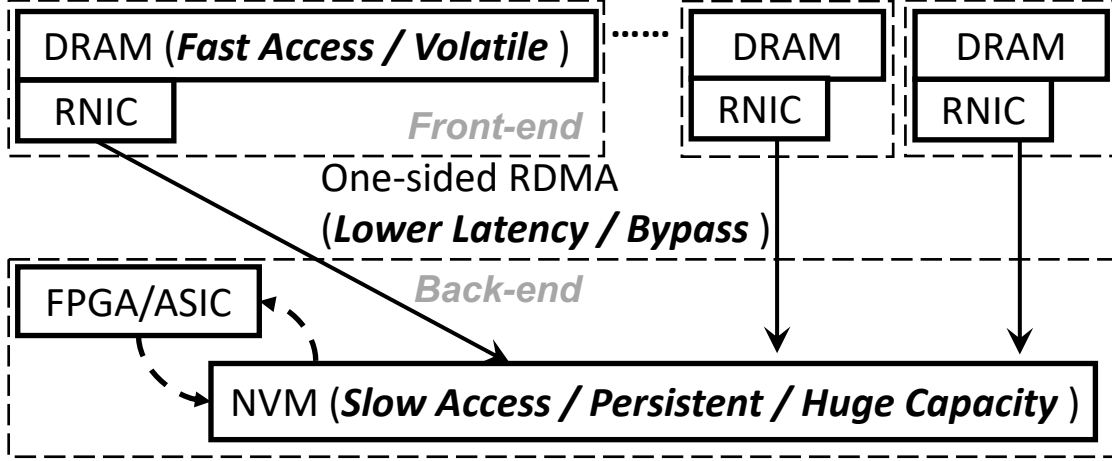 DRAM (Fast Access / Volatile )
......
DRAM
DRAM
RNIC
RNIC
RNIC
Front-end
One-sided RDMA
(Lower Latency / Bypass )
Back-end
FPGA/ASIC
NVM (Slow Access / Persistent / Huge Capacity )